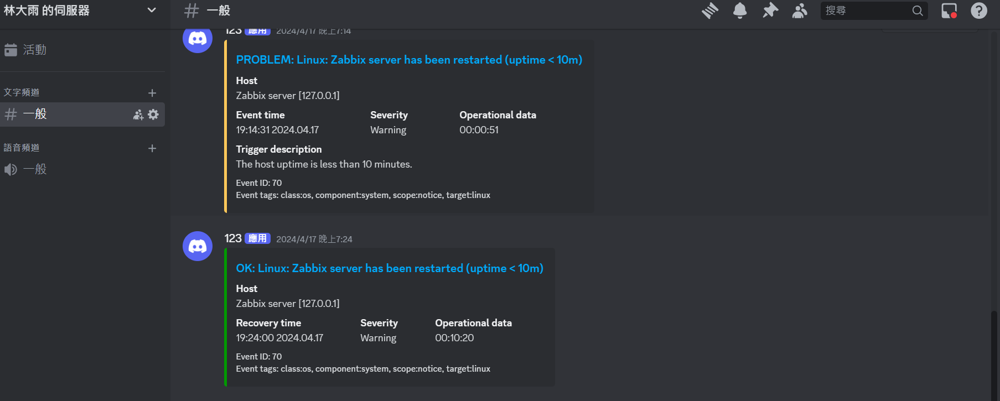 林大雨 的伺服器
活動
文字頻道
一般
語音頻道
一般
一般
搜尋
123 應用 2024/4/17 晚上7:14
PROBLEM: Linux: Zabbix server has been restarted (uptime < 10m)
Host
Zabbix server [127.0.0.1]
Event time Severity Operational data
19:14:31 2024.04.17 Warning 00:00:51
Trigger description
The host uptime is less than 10 minutes.
Event ID: 70
Event tags: class:os, component:system, scope:notice, target:linux
123 應用 2024/4/17 晚上7:24
OK: Linux: Zabbix server has been restarted (uptime < 10m)
Host
Zabbix server [127.0.0.1]
Recovery time Severity Operational data
19:24:00 2024.04.17 Warning 00:10:20
Event ID: 70
Event tags: class:os, component:system, scope:notice, target:linux